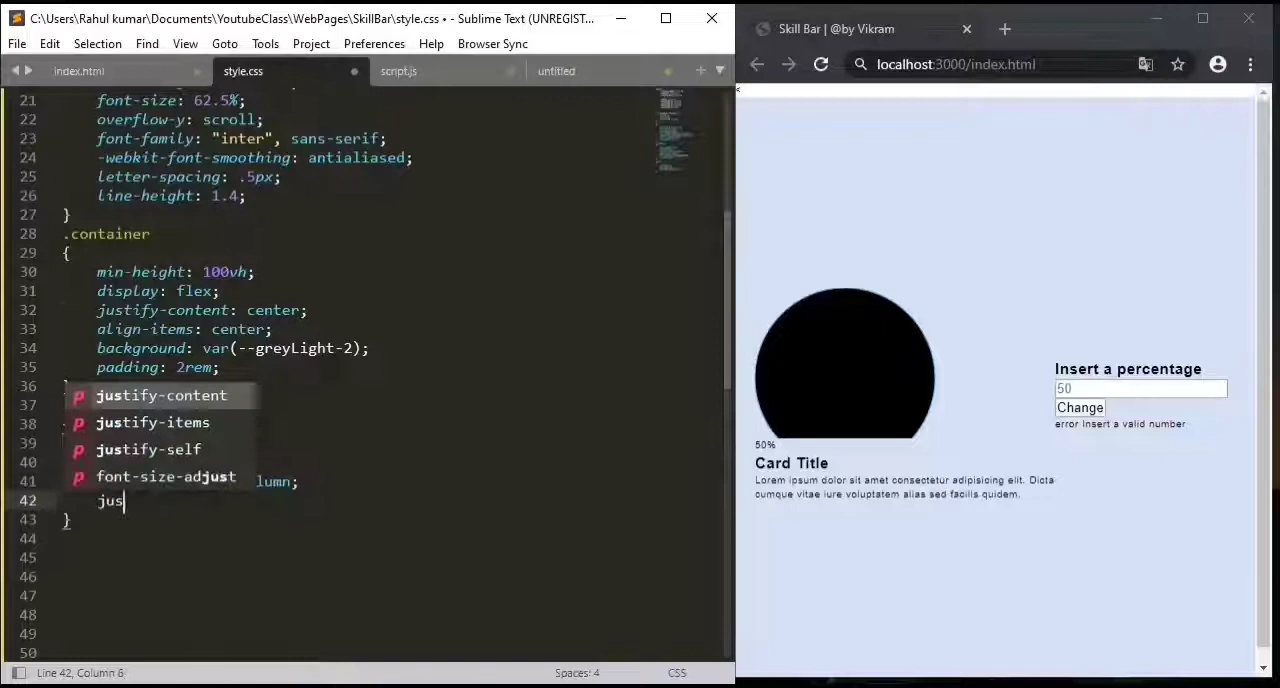 C:\Users\Rahul kumar\Documents\YoutubeClass\WebPages\SkillBar\style.css • - Sublime Text (UNREGIST...
File Edit Selection Find View Goto Tools Project Preferences Help Browser Sync
index.html style.css script.js untitled
21 font-size: 62.5%;
22 overflow-y: scroll;
23 font-family: "inter", sans-serif;
24 -webkit-font-smoothing: antialiased;
25 letter-spacing: .5px;
26 line-height: 1.4;
27 }
28 .container
29 {
30 min-height: 100vh;
31 display: flex;
32 justify-content: center;
33 align-items: center;
34 background: var(--greyLight-2);
35 padding: 2rem;
36
37
38
39
40
41 lumn;
42 jus
43 }
44
45
46
47
48
49
50
justify-content
justify-items
justify-self
font-size-adjust
Line 42, Column 6 Spaces: 4 CSS
Skill Bar | @by Vikram
localhost:3000/index.html
<
50%
Card Title
Lorem ipsum dolor sit amet consectetur adipisicing elit. Dicta
cumque vitae iure voluptatem alias sed facilis quidem.
Insert a percentage
50
Change
error Insert a valid number